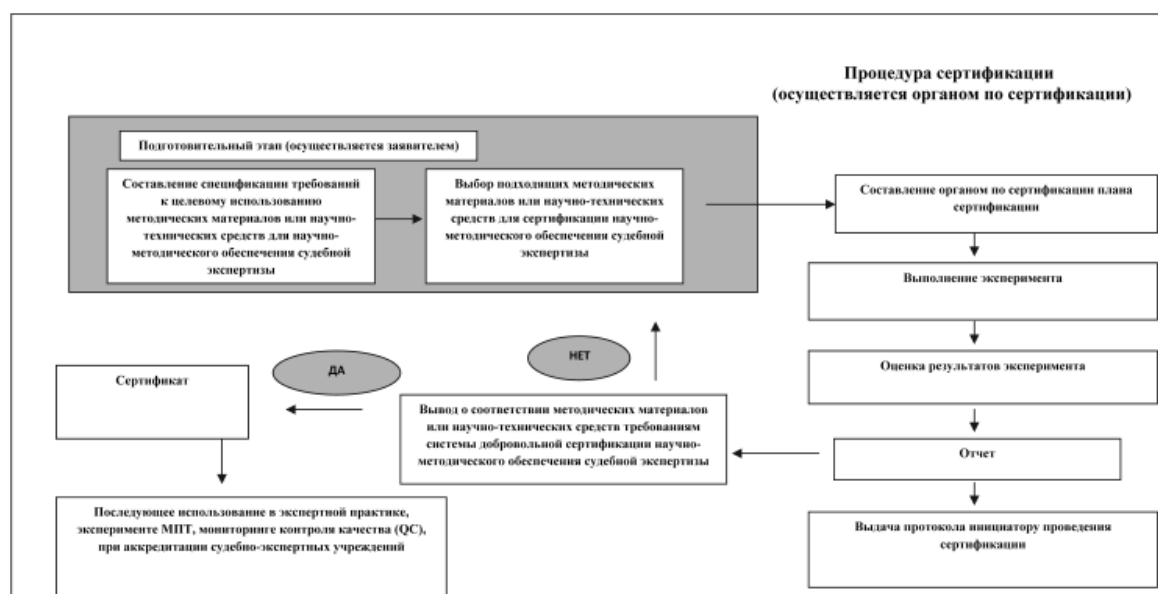 Процедура сертификации
(осуществляется органом по сертификации)
Подготовительный этап (осуществляется заявителем)
Составление спецификации требований
к целевому использованию
методических материалов или научно-
технических средств для научно-
методического обеспечения судебной
экспертизы
Выбор подходящих методических
материалов или научно-технических
средств для сертификации научно-
методического обеспечения судебной
экспертизы
Составление органом по сертификации плана
сертификации
Выполнение эксперимента
Оценка результатов эксперимента
Отчет
Выдача протокола инициатору проведения
сертификации
НЕТ
ДА
Вывод о соответствии методических материалов
или научно-технических средств требованиям
системы добровольной сертификации научно-
методического обеспечения судебной экспертизы
Сертификат
Последующее использование в экспертной практике,
эксперименте МПТ, мониторинге контроля качества (QC),
при аккредитации судебно-экспертных учреждений